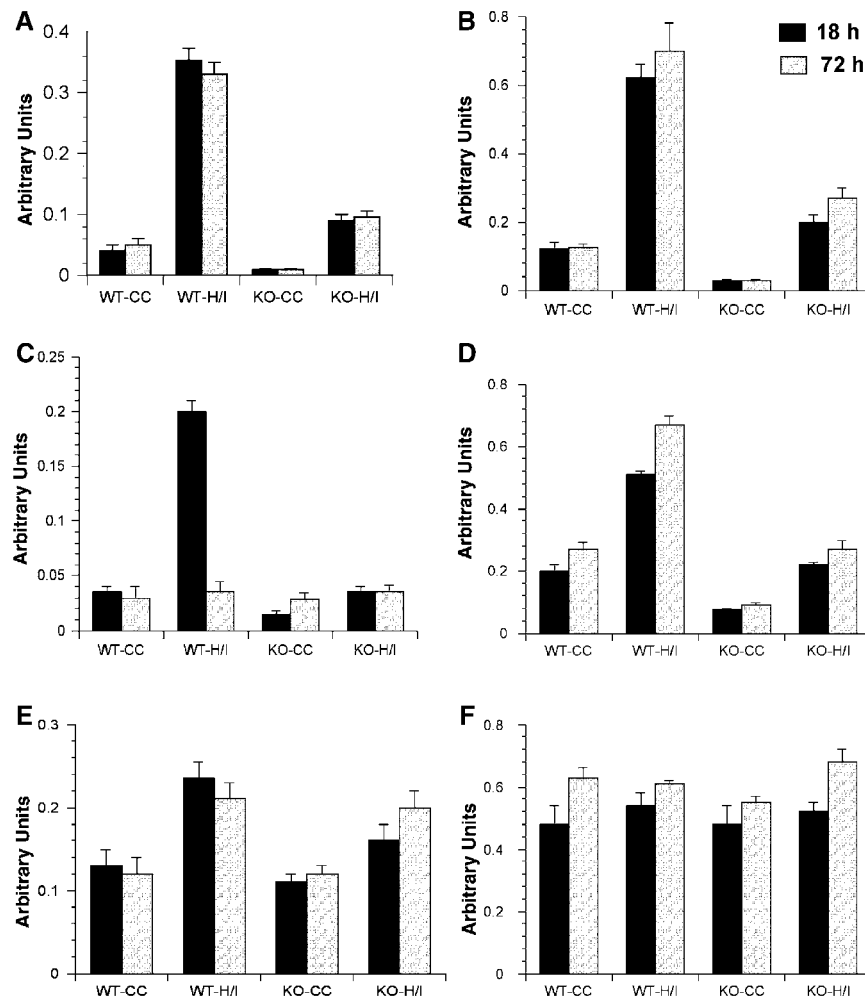 A
Arbitrary Units
0.4
0.3
0.2
0.1
0
WT-CC WT-H/I KO-CC KO-H/I
B
18 h
72 h
Arbitrary Units
0.8
0.6
0.4
0.2
0
WT-CC WT-H/I KO-CC KO-H/I
C
Arbitrary Units
0.25
0.2
0.15
0.1
0.05
0
WT-CC WT-H/I KO-CC KO-H/I
D
Arbitrary Units
0.8
0.6
0.4
0.2
0
WT-CC WT-H/I KO-CC KO-H/I
E
Arbitrary Units
0.3
0.2
0.1
0
WT-CC WT-H/I KO-CC KO-H/I
F
Arbitrary Units
0.8
0.6
0.4
0.2
0
WT-CC WT-H/I KO-CC KO-H/I